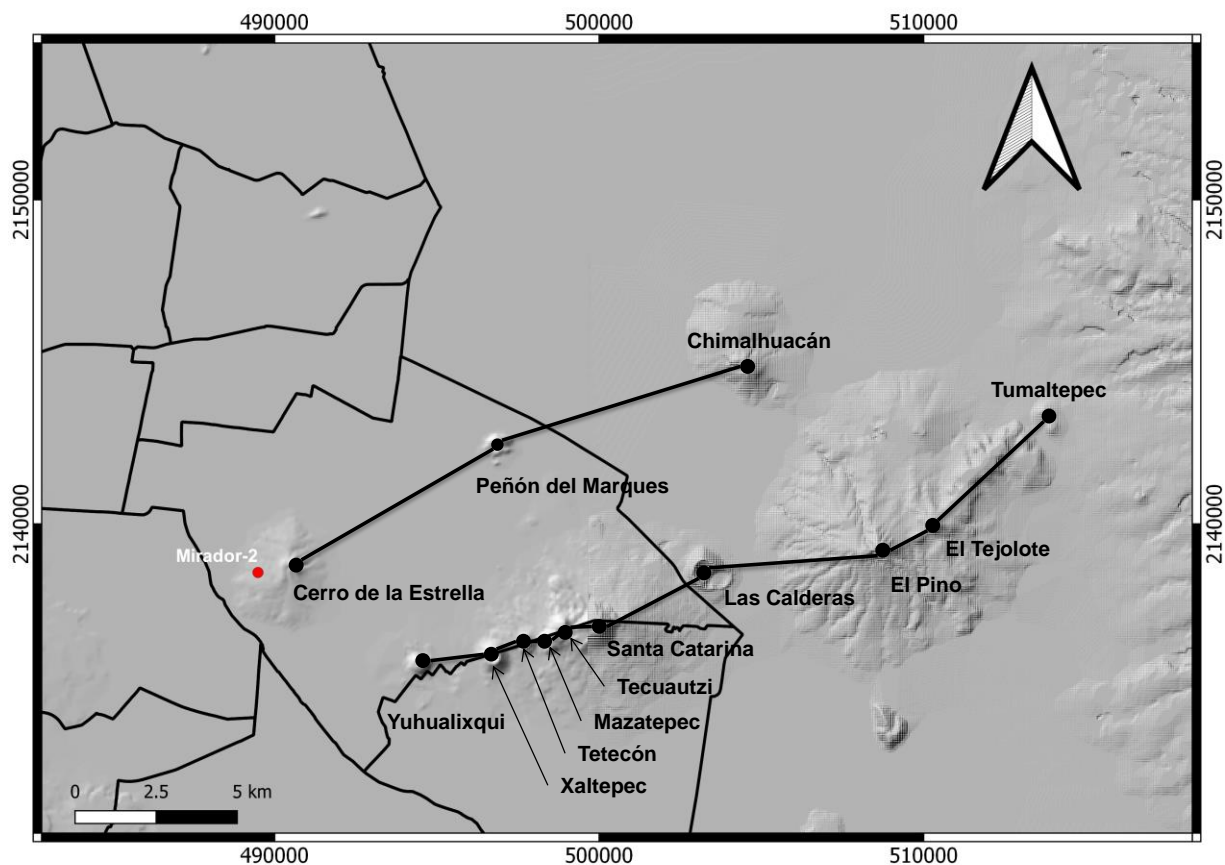 490000
500000
510000
2150000
2150000
Chimalhuacán
Tumaltepec
Peñón del Marques
2140000
2140000
El Tejolote
Mirador-2
El Pino
Cerro de la Estrella
Las Calderas
Santa Catarina
Tecuautzi
Yuhualixqui
Mazatepec
Tetecón
Xaltepec
0 2.5 5 km
490000
500000
510000